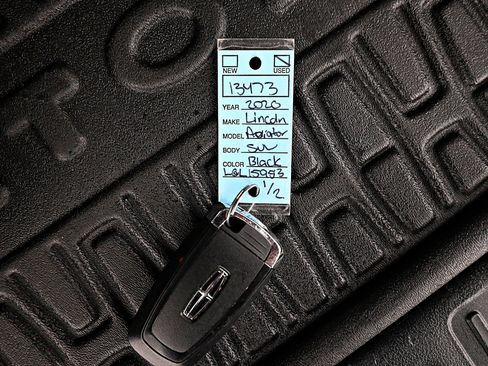 NEW USED
13473
YEAR 2020
MAKE Lincoln
MODEL Aviator
BODY SUV
COLOR Black
LGL15953
1/2